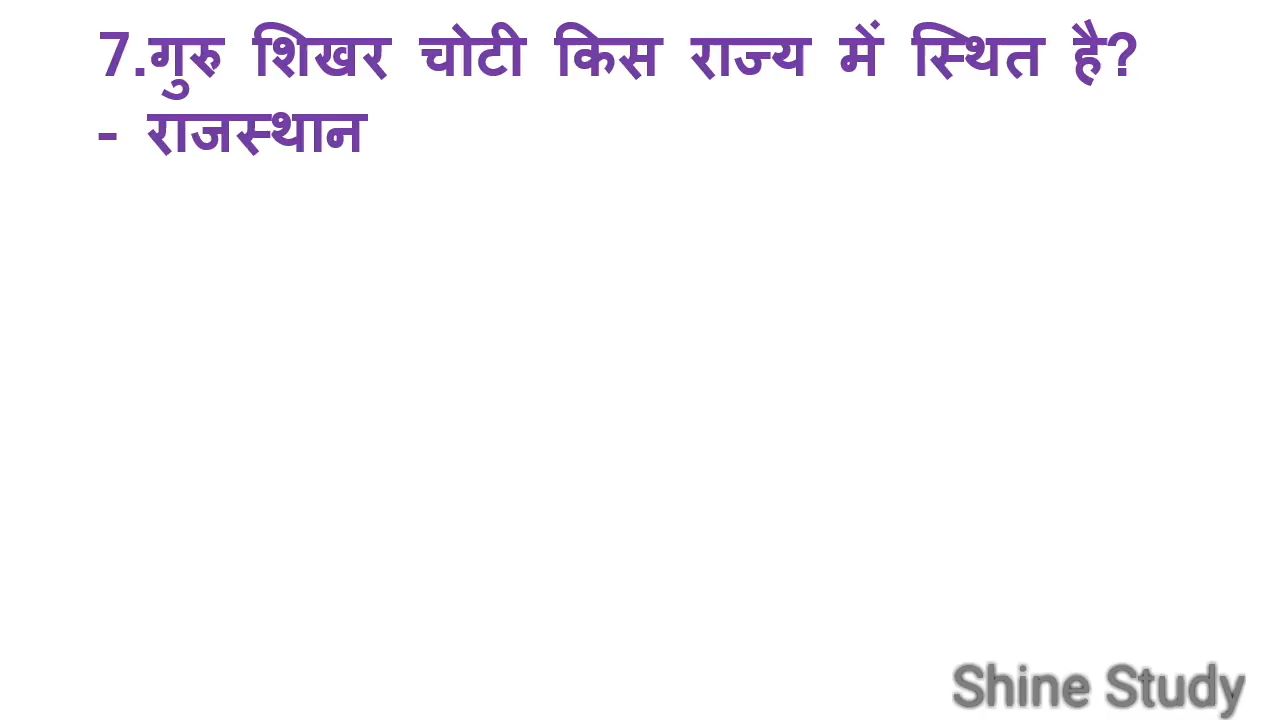 7.गुरु शिखर चोटी किस राज्य में स्थित है?
- राजस्थान
Shine Study